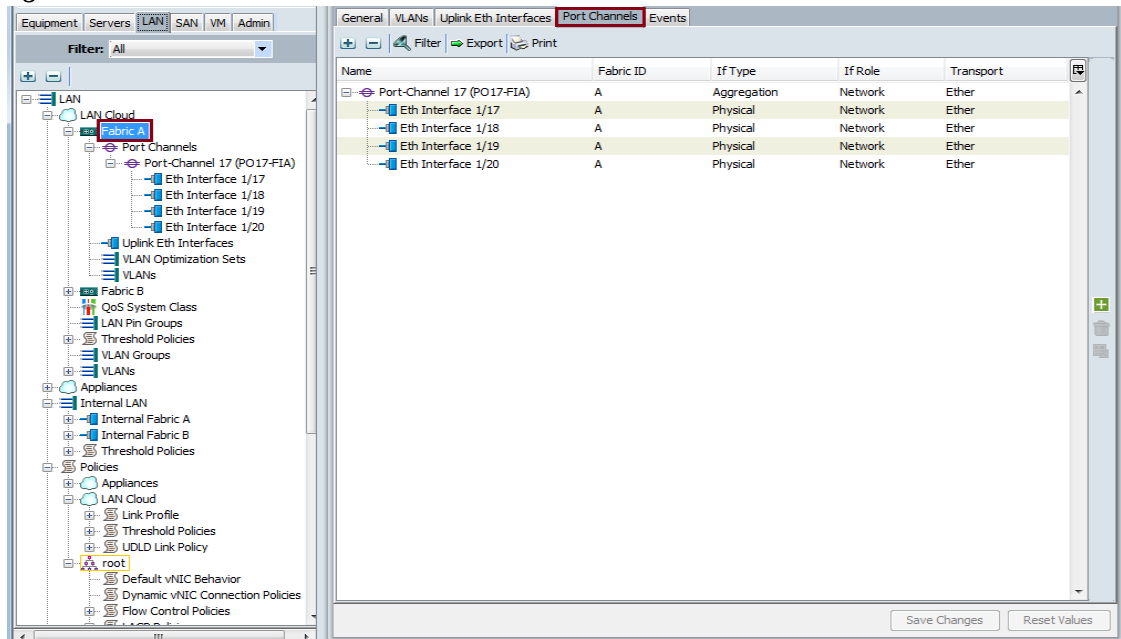 Equipment Servers LAN SAN VM Admin
Filter: All
LAN
LAN Cloud
Fabric A
Port Channels
Port-Channel 17 (PO17-FIA)
Eth Interface 1/17
Eth Interface 1/18
Eth Interface 1/19
Eth Interface 1/20
Uplink Eth Interfaces
VLAN Optimization Sets
VLANs
Fabric B
QoS System Class
LAN Pin Groups
Threshold Policies
VLAN Groups
VLANs
Appliances
Internal LAN
Internal Fabric A
Internal Fabric B
Threshold Policies
Policies
Appliances
LAN Cloud
Link Profile
Threshold Policies
UDLD Link Policy
root
Default vNIC Behavior
Dynamic vNIC Connection Policies
Flow Control Policies
General VLANs Uplink Eth Interfaces Port Channels Events
Filter Export Print
Name Fabric ID If Type If Role Transport
Port-Channel 17 (PO17-FIA) A Aggregation Network Ether
Eth Interface 1/17 A Physical Network Ether
Eth Interface 1/18 A Physical Network Ether
Eth Interface 1/19 A Physical Network Ether
Eth Interface 1/20 A Physical Network Ether
Save Changes Reset Values